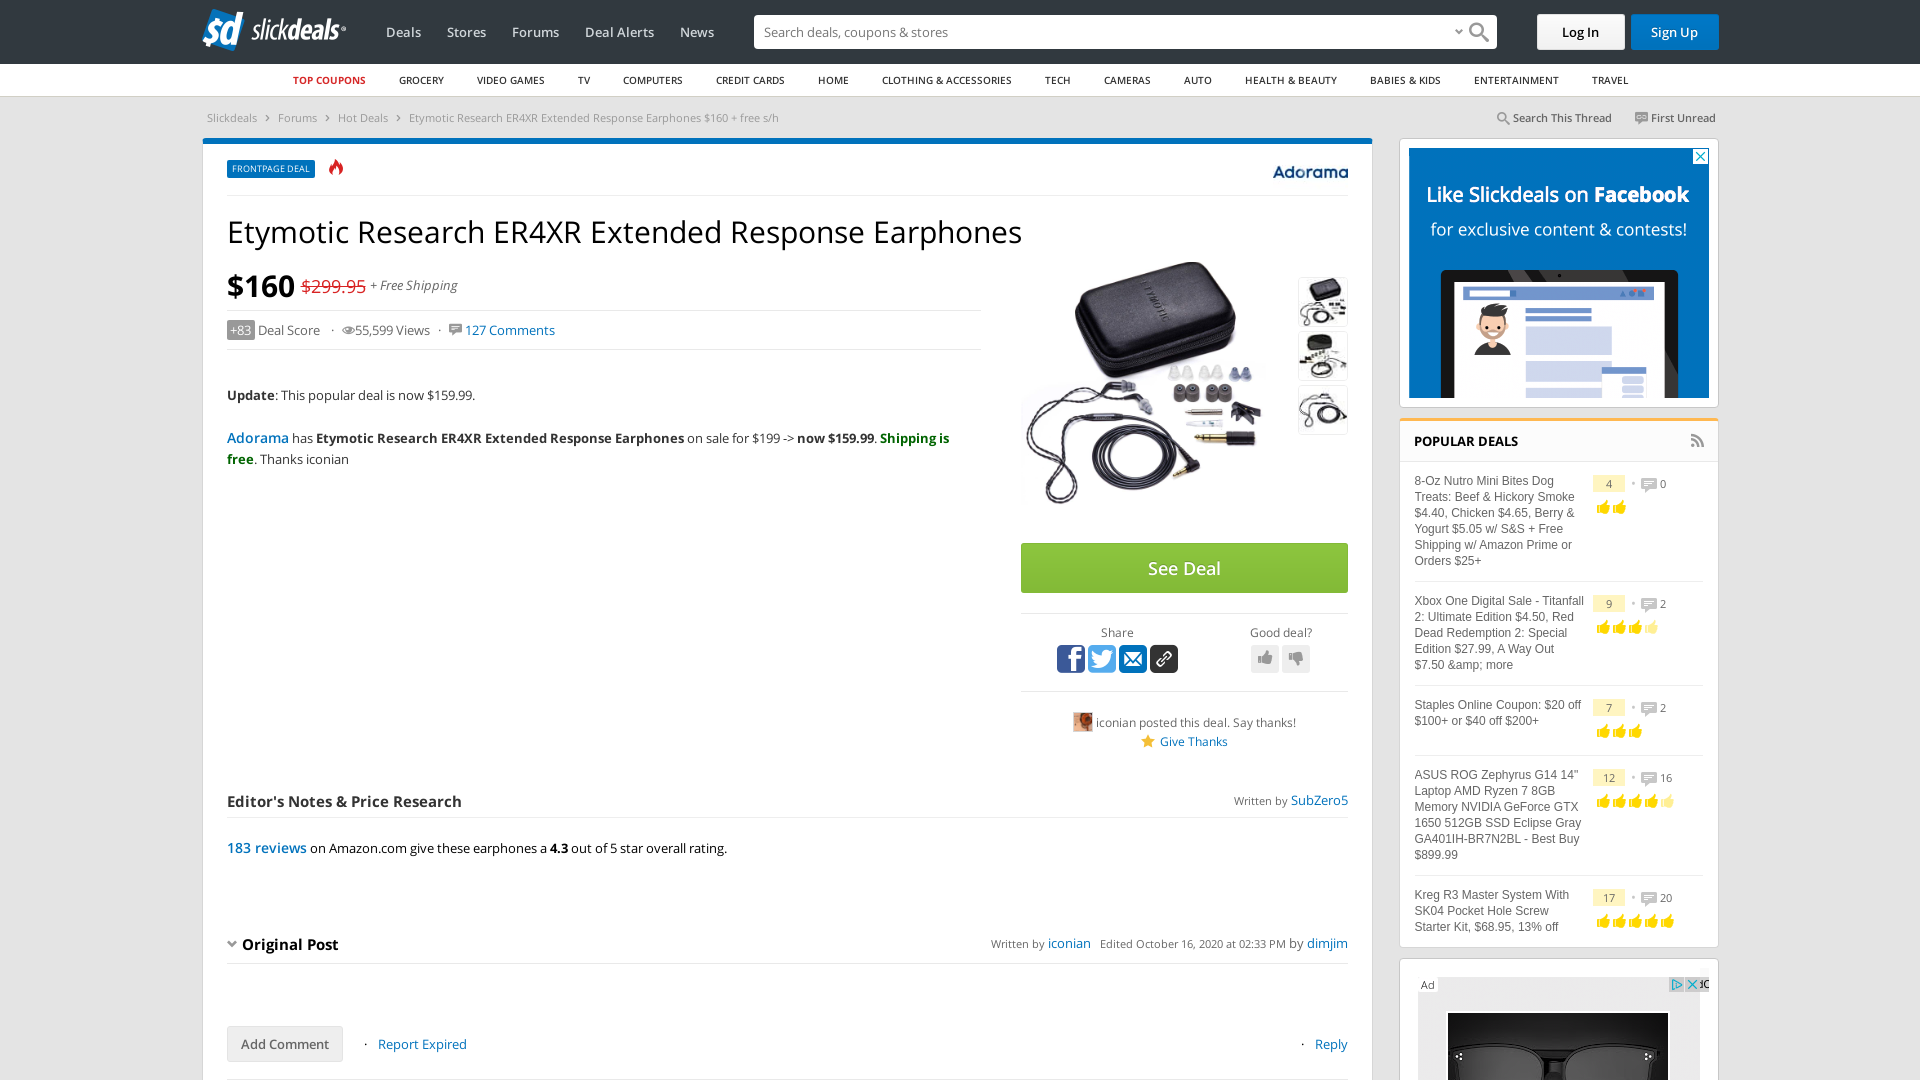 slickdeals
Deals
Stores
Forums
Deal Alerts
News
Search deals, coupons & stores
Log In
Sign Up
TOP COUPONS
GROCERY
VIDEO GAMES
TV
COMPUTERS
CREDIT CARDS
HOME
CLOTHING & ACCESSORIES
TECH
CAMERAS
AUTO
HEALTH & BEAUTY
BABIES & KIDS
ENTERTAINMENT
TRAVEL
Slickdeals > Forums > Hot Deals > Etymotic Research ER4XR Extended Response Earphones $160 + free s/h
Search This Thread
First Unread
FRONTPAGE DEAL
Adorama
Etymotic Research ER4XR Extended Response Earphones
$160 $299.95 + Free Shipping
+83 Deal Score · 55,599 Views · 127 Comments
Update: This popular deal is now $159.99.
Adorama has Etymotic Research ER4XR Extended Response Earphones on sale for $199 -> now $159.99. Shipping is
free. Thanks iconian
ETYMOTIC
See Deal
Share
Good deal?
iconian posted this deal. Say thanks!
Give Thanks
Editor's Notes & Price Research
Written by SubZero5
183 reviews on Amazon.com give these earphones a 4.3 out of 5 star overall rating.
Original Post
Written by iconian Edited October 16, 2020 at 02:33 PM by dimjim
Add Comment
· Report Expired
· Reply
Like Slickdeals on Facebook
for exclusive content & contests!
POPULAR DEALS
8-Oz Nutro Mini Bites Dog
Treats: Beef & Hickory Smoke
$4.40, Chicken $4.65, Berry &
Yogurt $5.05 w/ S&S + Free
Shipping w/ Amazon Prime or
Orders $25+
4 • 0
Xbox One Digital Sale - Titanfall
2: Ultimate Edition $4.50, Red
Dead Redemption 2: Special
Edition $27.99, A Way Out
$7.50 &amp; more
9 • 2
Staples Online Coupon: $20 off
$100+ or $40 off $200+
7 • 2
ASUS ROG Zephyrus G14 14"
Laptop AMD Ryzen 7 8GB
Memory NVIDIA GeForce GTX
1650 512GB SSD Eclipse Gray
GA401IH-BR7N2BL - Best Buy
$899.99
12 • 16
Kreg R3 Master System With
SK04 Pocket Hole Screw
Starter Kit, $68.95, 13% off
17 • 20
Ad